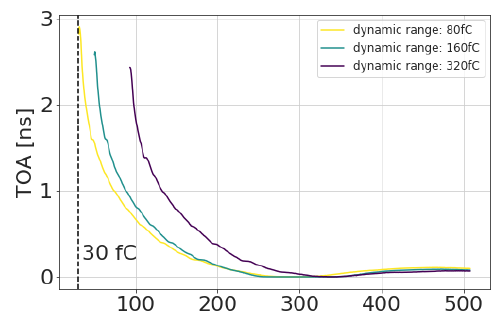 3
2
1
0
TOA [ns]
dynamic range: 80fC
dynamic range: 160fC
dynamic range: 320fC
30 fC
100 200 300 400 500